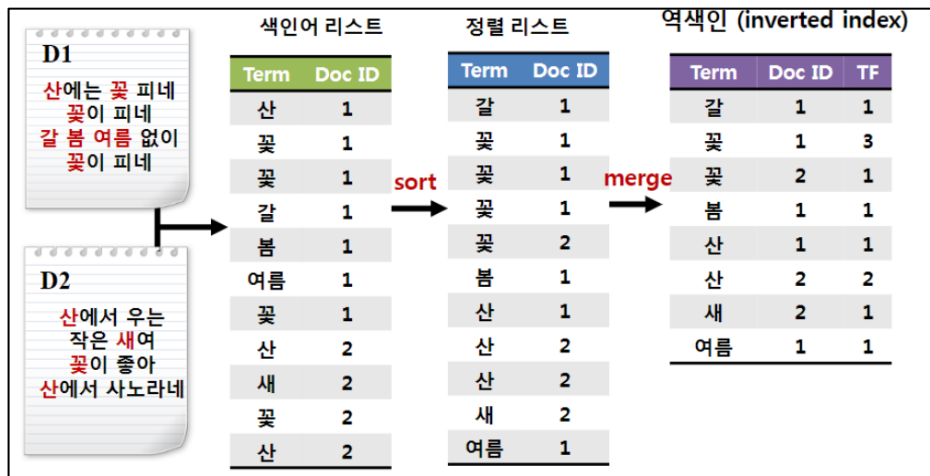 D1
산에는 꽃 피네
꽃이 피네
갈 봄 여름 없이
꽃이 피네
D2
산에서 우는
작은 새여
꽃이 좋아
산에서 사노라네
색인어 리스트
Term Doc ID
산 1
꽃 1
꽃 1
갈 1
봄 1
여름 1
꽃 1
산 2
새 2
꽃 2
산 2
sort
정렬 리스트
Term Doc ID
갈 1
꽃 1
꽃 1
꽃 1
꽃 2
봄 1
산 1
산 2
산 2
새 2
여름 1
merge
역색인 (inverted index)
Term Doc ID TF
갈 1 1
꽃 1 3
꽃 2 1
봄 1 1
산 1 1
산 2 2
새 2 1
여름 1 1